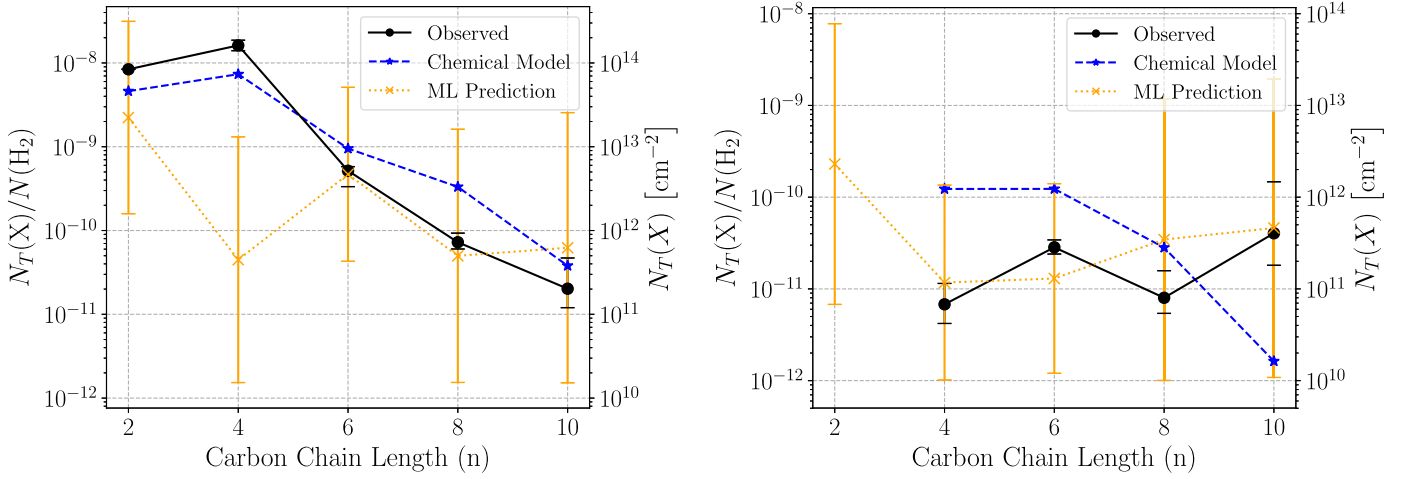 N_T(X)/N(H₂)
10⁻⁸
10⁻⁹
10⁻¹⁰
10⁻¹¹
10⁻¹²
Observed
Chemical Model
ML Prediction
10¹⁴
10¹³
10¹²
10¹¹
10¹⁰
N_T(X) [cm⁻²]
2 4 6 8 10
Carbon Chain Length (n)
N_T(X)/N(H₂)
10⁻⁸
10⁻⁹
10⁻¹⁰
10⁻¹¹
10⁻¹²
Observed
Chemical Model
ML Prediction
10¹⁴
10¹³
10¹²
10¹¹
10¹⁰
N_T(X) [cm⁻²]
2 4 6 8 10
Carbon Chain Length (n)